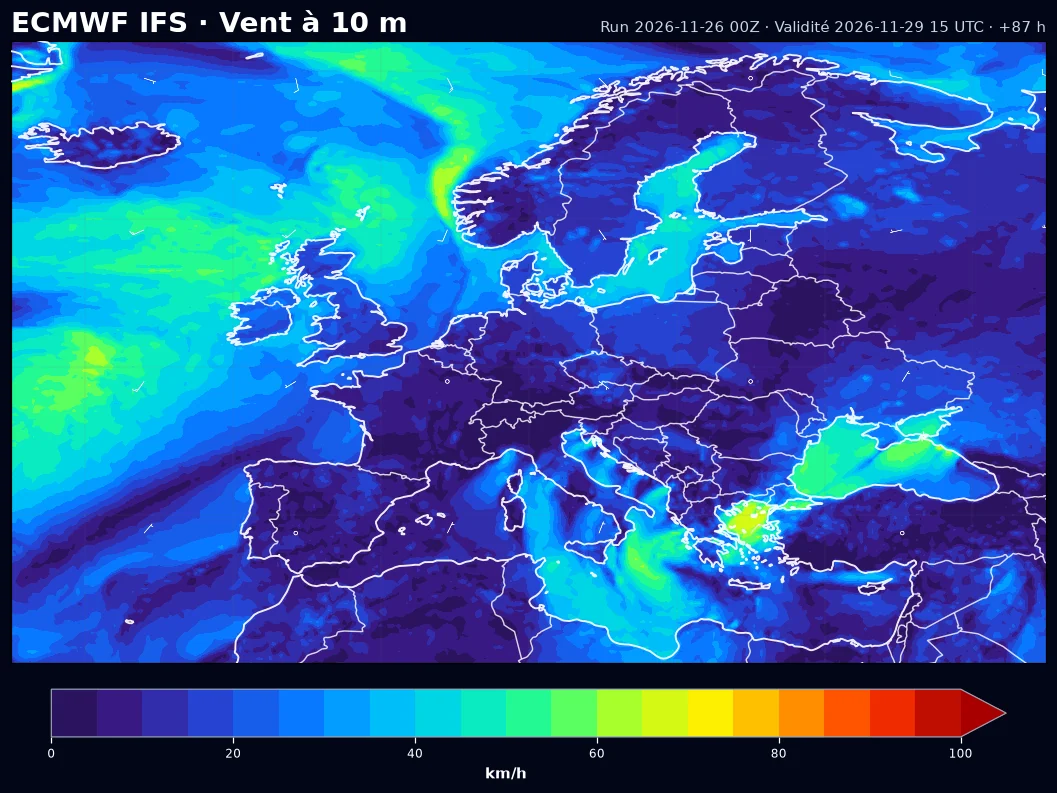 ECMWF IFS · Vent à 10 m
Run 2026-11-26 00Z · Validité 2026-11-29 15 UTC · +87 h
0 20 40 60 80 100
km/h